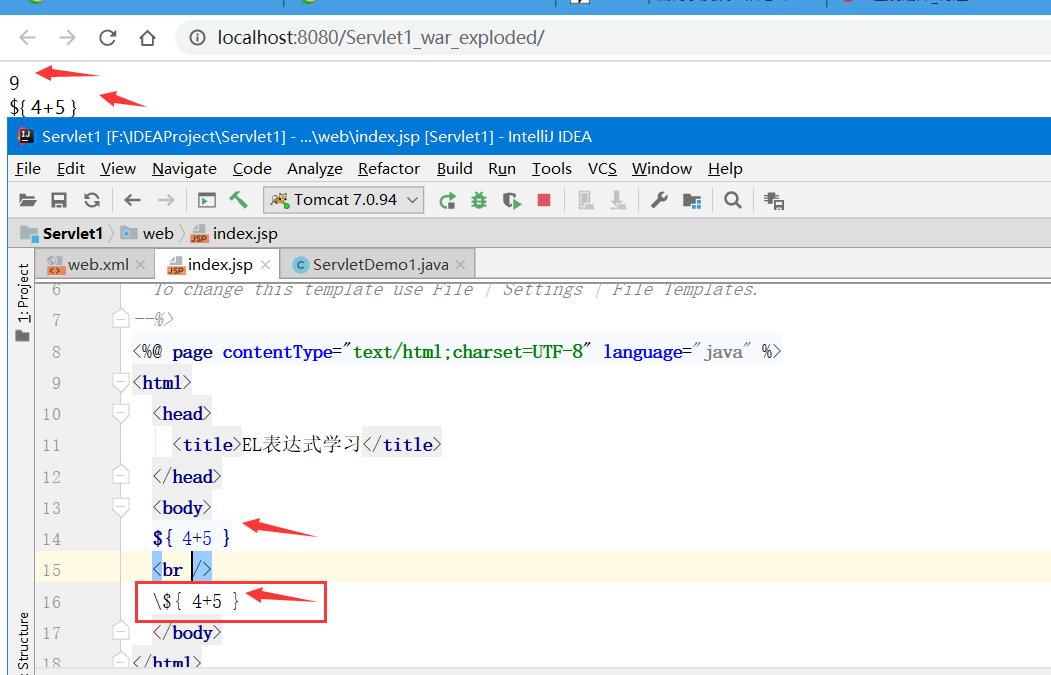 localhost:8080/Servlet1_war_exploded/
9
${ 4+5 }
Servlet1 [F:\IDEAProject\Servlet1] - ...\web\index.jsp [Servlet1] - IntelliJ IDEA
File Edit View Navigate Code Analyze Refactor Build Run Tools VCS Window Help
Tomcat 7.0.94
Servlet1 web index.jsp
web.xml index.jsp ServletDemo1.java
1: Project
6 To change this template use File | Settings | File Templates.
7 --%>
8 <%@ page contentType="text/html;charset=UTF-8" language="java" %>
9 <html>
10 <head>
11 <title>EL表达式学习</title>
12 </head>
13 <body>
14 ${ 4+5 }
15 <br />
16 \${ 4+5 }
17 </body>
18 </html>
Structure